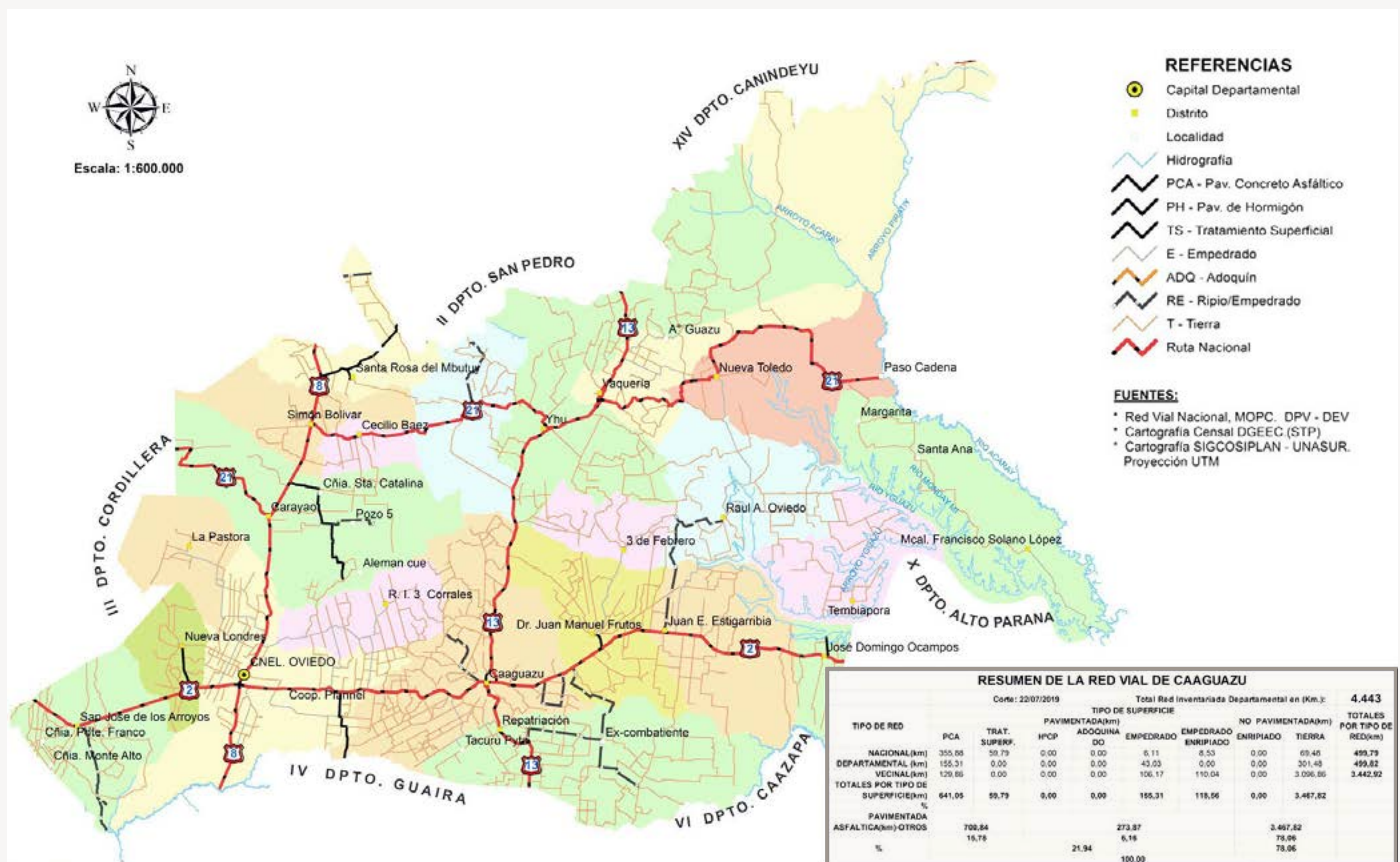 N
W E
S
Escala: 1:600.000
XIV DPTO. CANINDEYU
II DPTO. SAN PEDRO
III DPTO. CORDILLERA
IV DPTO. GUAIRA
VI DPTO. CAAZAPA
X DPTO. ALTO PARANA
ARROYO ACARAY
ARROYO PIRATIY
13
A° Guazu
Santa Rosa del Mbutuy
8
Vaqueria
Nueva Toledo
21
Paso Cadena
21
Simón Bolivar
Cecilio Baez
Yhu
Margarita
Santa Ana
RIO ACARAY
RIO MONDAY MI
RIO YGUAZU
21
Cñia. Sta. Catalina
Carayao
Pozo 5
Raul A. Oviedo
La Pastora
3 de Febrero
Mcal. Francisco Solano López
Aleman cue
ARROYO YGUAZU
R. I. 3 Corrales
Tembiapora
13
Dr. Juan Manuel Frutos
Juan E. Estigarribia
Nueva Londres
2
José Domingo Ocampos
CNEL. OVIEDO
2
Caaguazu
Coop. Pfannel
San Jose de los Arroyos
Cñia. Pdte. Franco
Repatriación
Ex-combatiente
Tacuru Pyta
Cñia. Monte Alto
8
13
REFERENCIAS
Capital Departamental
Distrito
Localidad
Hidrografía
PCA - Pav. Concreto Asfáltico
PH - Pav. de Hormigón
TS - Tratamiento Superficial
E - Empedrado
ADQ - Adoquín
RE - Ripio/Empedrado
T - Tierra
Ruta Nacional
FUENTES:
* Red Vial Nacional, MOPC. DPV - DEV
* Cartografía Censal DGEEC.(STP)
* Cartografía SIGCOSIPLAN - UNASUR.
Proyección UTM
RESUMEN DE LA RED VIAL DE CAAGUAZU
Corte: 22/07/2019 Total Red Inventariada Departamental en (Km.): 4.443
TIPO DE SUPERFICIE
TIPO DE RED PAVIMENTADA(km) NO PAVIMENTADA(km) TOTALES POR TIPO DE RED(km)
PCA TRAT. SUPERF. HºCP ADOQUINA DO EMPEDRADO EMPEDRADO ENRIPIADO ENRIPIADO TIERRA
NACIONAL(km) 355,88 59,79 0,00 0,00 6,11 8,53 0,00 69,48 499,79
DEPARTAMENTAL (km) 155,31 0,00 0,00 0,00 43,03 0,00 0,00 301,48 499,82
VECINAL(km) 129,86 0,00 0,00 0,00 106,17 110,04 0,00 3.096,86 3.442,92
TOTALES POR TIPO DE
SUPERFICIE(km) 641,05 59,79 0,00 0,00 155,31 118,56 0,00 3.467,82
%
PAVIMENTADA
ASFALTICA(km)-OTROS 700,84 273,87 3.467,82
15,78 6,16 78,06
% 21,94 78,06
100,00